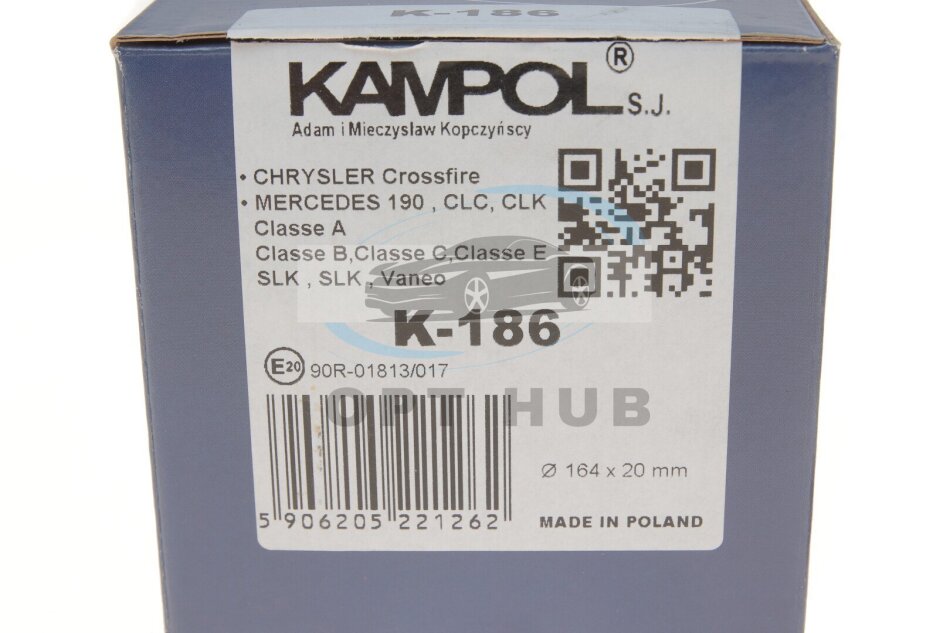 K-186
KAMPOL® S.J.
Adam i Mieczyslaw Kopczyńscy
• CHRYSLER Crossfire
• MERCEDES 190 , CLC, CLK
Classe A
Classe B,Classe C,Classe E
SLK , SLK , Vaneo
K-186
E20 90R-01813/017
OPT HUB
Ø 164 x 20 mm
5 906205 221262
MADE IN POLAND